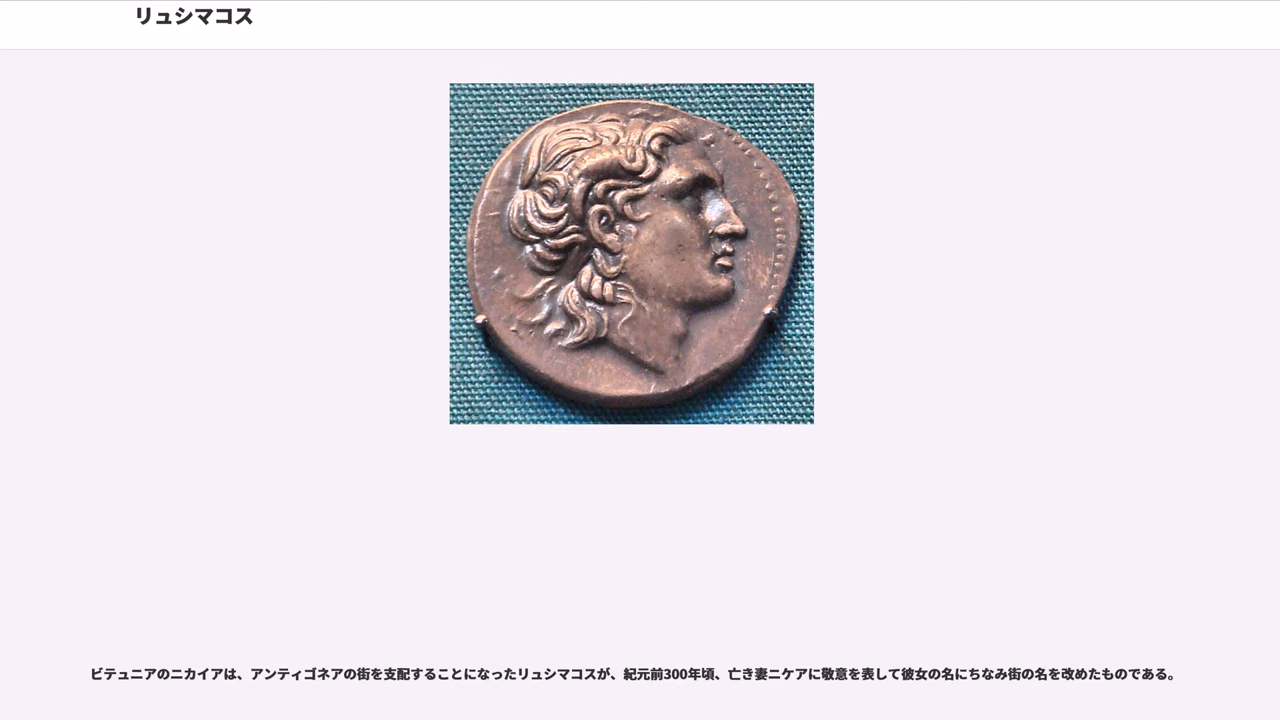 リュシマコス
ビテュニアのニカイアは、アンティゴネアの街を支配することになったリュシマコスが、紀元前300年頃、亡き妻ニケアに敬意を表して彼女の名にちなみ街の名を改めたものである。